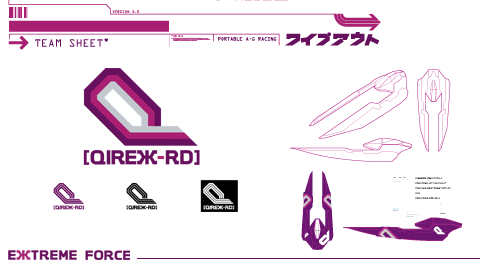 VERSION 2.0
TEAM SHEET♥
PORTABLE A-G RACING
ワイプアウト
[QIREX-RD]
[QIREX-RD]
[QIREX-RD]
[QIREX-RD]
EXTREME FORCE